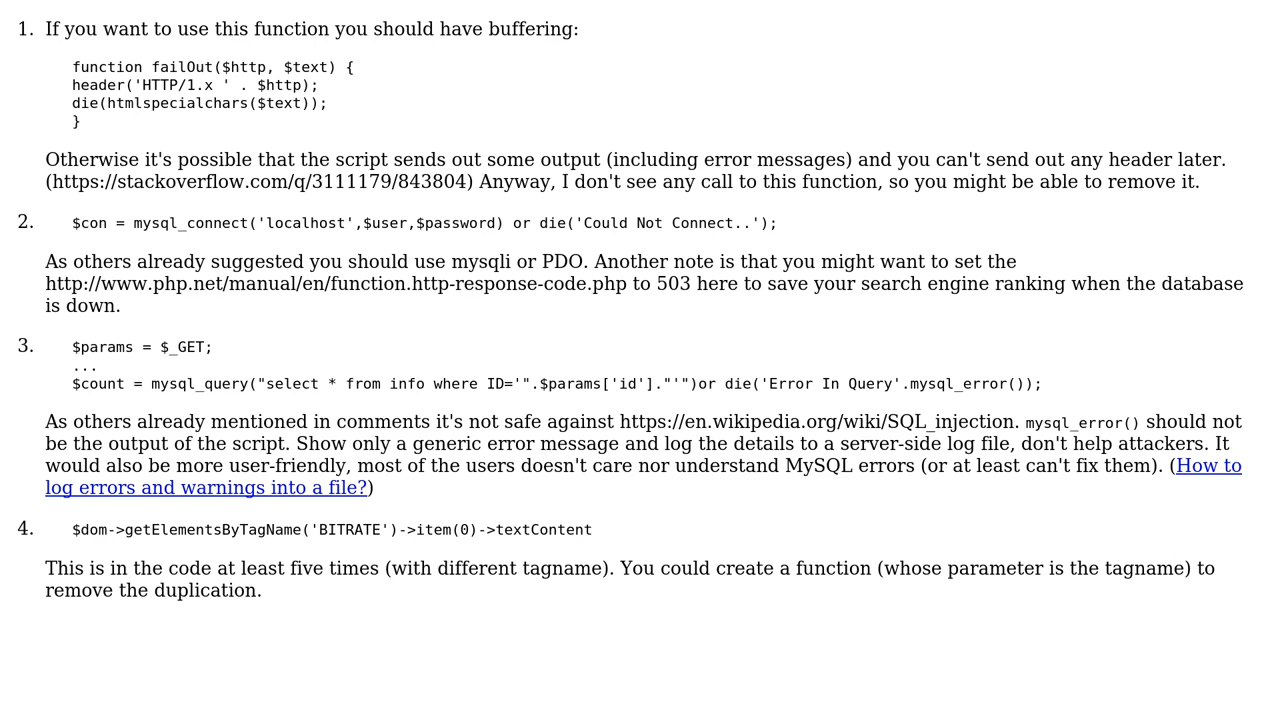 1. If you want to use this function you should have buffering:
function failOut($http, $text) {
header('HTTP/1.x ' . $http);
die(htmlspecialchars($text));
}
Otherwise it's possible that the script sends out some output (including error messages) and you can't send out any header later.
(https://stackoverflow.com/q/3111179/843804) Anyway, I don't see any call to this function, so you might be able to remove it.
2. $con = mysql_connect('localhost',$user,$password) or die('Could Not Connect..');
As others already suggested you should use mysqli or PDO. Another note is that you might want to set the
http://www.php.net/manual/en/function.http-response-code.php to 503 here to save your search engine ranking when the database
is down.
3. $params = $_GET;
...
$count = mysql_query("select * from info where ID='".$params['id']."'")or die('Error In Query'.mysql_error());
As others already mentioned in comments it's not safe against https://en.wikipedia.org/wiki/SQL_injection. mysql_error() should not
be the output of the script. Show only a generic error message and log the details to a server-side log file, don't help attackers. It
would also be more user-friendly, most of the users doesn't care nor understand MySQL errors (or at least can't fix them). (How to
log errors and warnings into a file?)
4. $dom->getElementsByTagName('BITRATE')->item(0)->textContent
This is in the code at least five times (with different tagname). You could create a function (whose parameter is the tagname) to
remove the duplication.